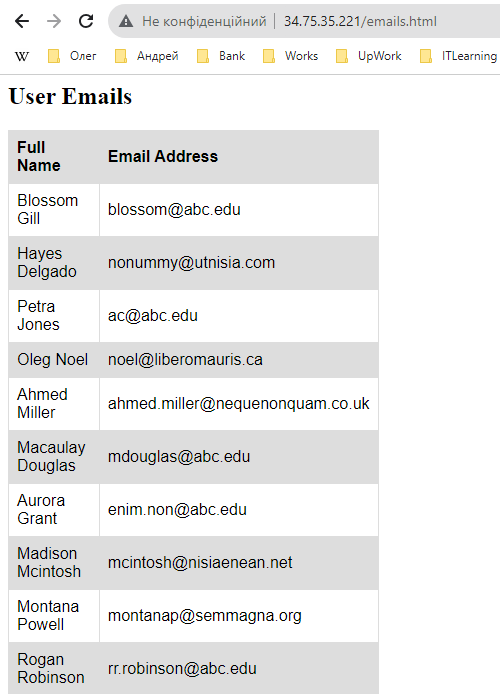 Не конфіденційний 34.75.35.221/emails.html
W Олег Андрей Bank Works UpWork ITLearning
User Emails
Full Name Email Address
Blossom Gill blossom@abc.edu
Hayes Delgado nonummy@utnisia.com
Petra Jones ac@abc.edu
Oleg Noel noel@liberomauris.ca
Ahmed Miller ahmed.miller@nequenonquam.co.uk
Macaulay Douglas mdouglas@abc.edu
Aurora Grant enim.non@abc.edu
Madison Mcintosh mcintosh@nisiaenean.net
Montana Powell montanap@semmagna.org
Rogan Robinson rr.robinson@abc.edu